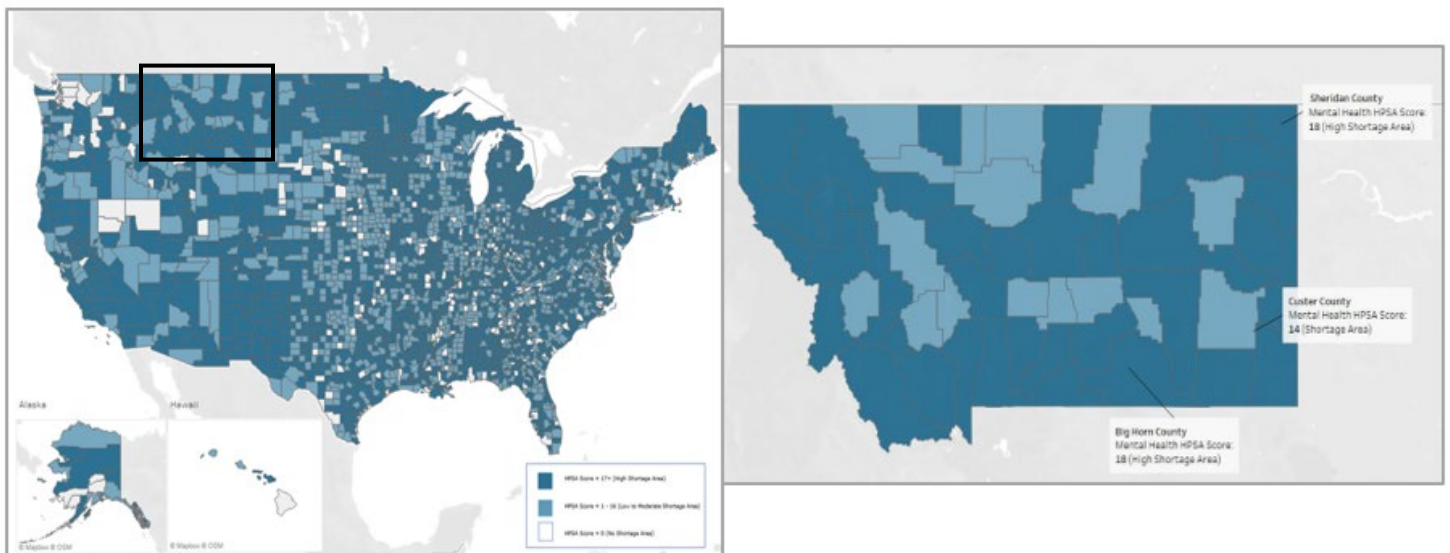 Alaska
Hawaii
© Mapbox © OSM
© Mapbox © OSM
HPSA Score = 17+ (High Shortage Area)
HPSA Score = 1 - 16 (Low to Moderate Shortage Area)
HPSA Score = 0 (No Shortage Area)
Sheridan County
Mental Health HPSA Score:
18 (High Shortage Area)
Custer County
Mental Health HPSA Score:
14 (Shortage Area)
Big Horn County
Mental Health HPSA Score:
18 (High Shortage Area)